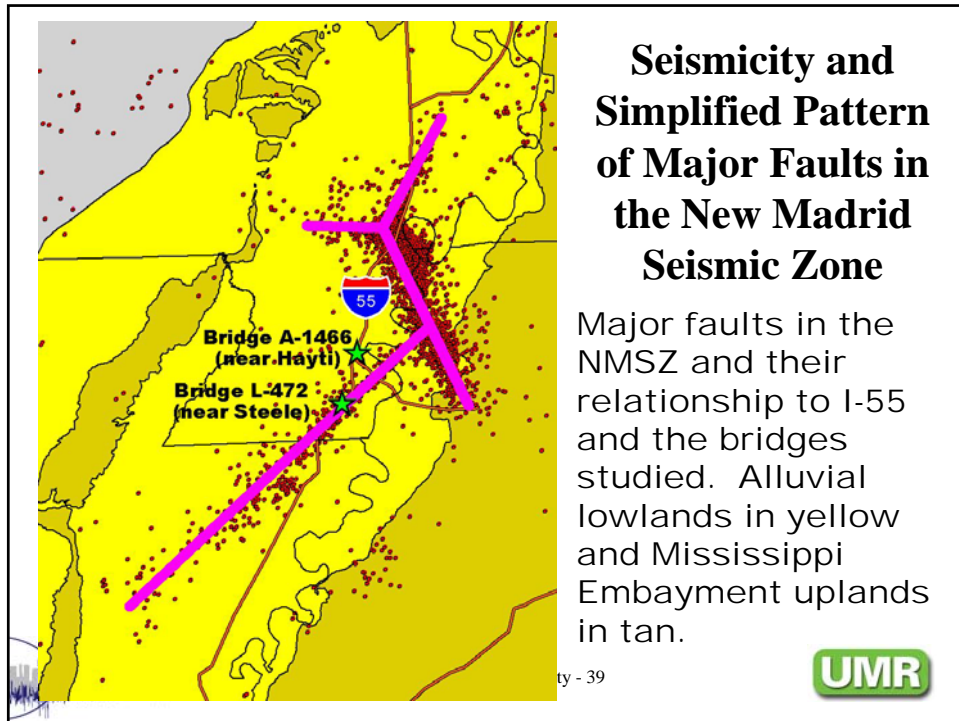 Seismicity and
Simplified Pattern
of Major Faults in
the New Madrid
Seismic Zone
Major faults in the
NMSZ and their
relationship to I-55
and the bridges
studied. Alluvial
lowlands in yellow
and Mississippi
Embayment uplands
in tan.
55
Bridge A-1466
(near Hayti)
Bridge L-472
(near Steele)
ty - 39
UMR